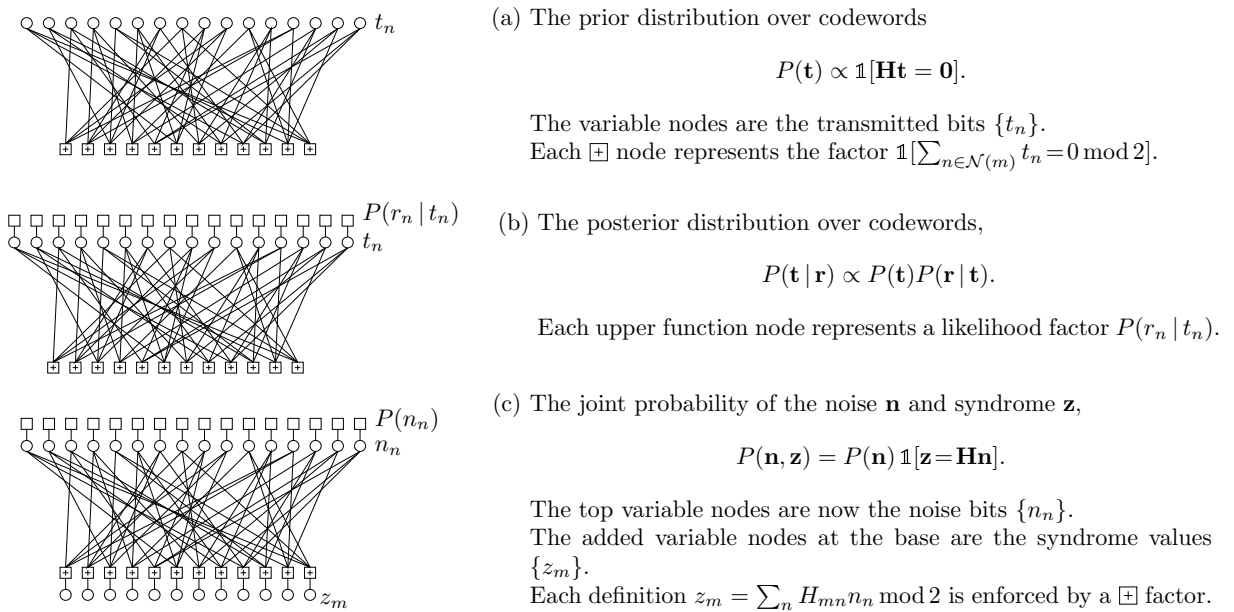 t_n
(a) The prior distribution over codewords
P(t) ∝ 𝟙[Ht = 0].
The variable nodes are the transmitted bits {t_n}.
Each ⊞ node represents the factor 𝟙[∑_{n∈𝒩(m)} t_n = 0 mod 2].
P(r_n | t_n)
t_n
(b) The posterior distribution over codewords,
P(t | r) ∝ P(t)P(r | t).
Each upper function node represents a likelihood factor P(r_n | t_n).
P(n_n)
n_n
z_m
(c) The joint probability of the noise n and syndrome z,
P(n, z) = P(n) 𝟙[z = Hn].
The top variable nodes are now the noise bits {n_n}.
The added variable nodes at the base are the syndrome values
{z_m}.
Each definition z_m = ∑_n H_{mn} n_n mod 2 is enforced by a ⊞ factor.